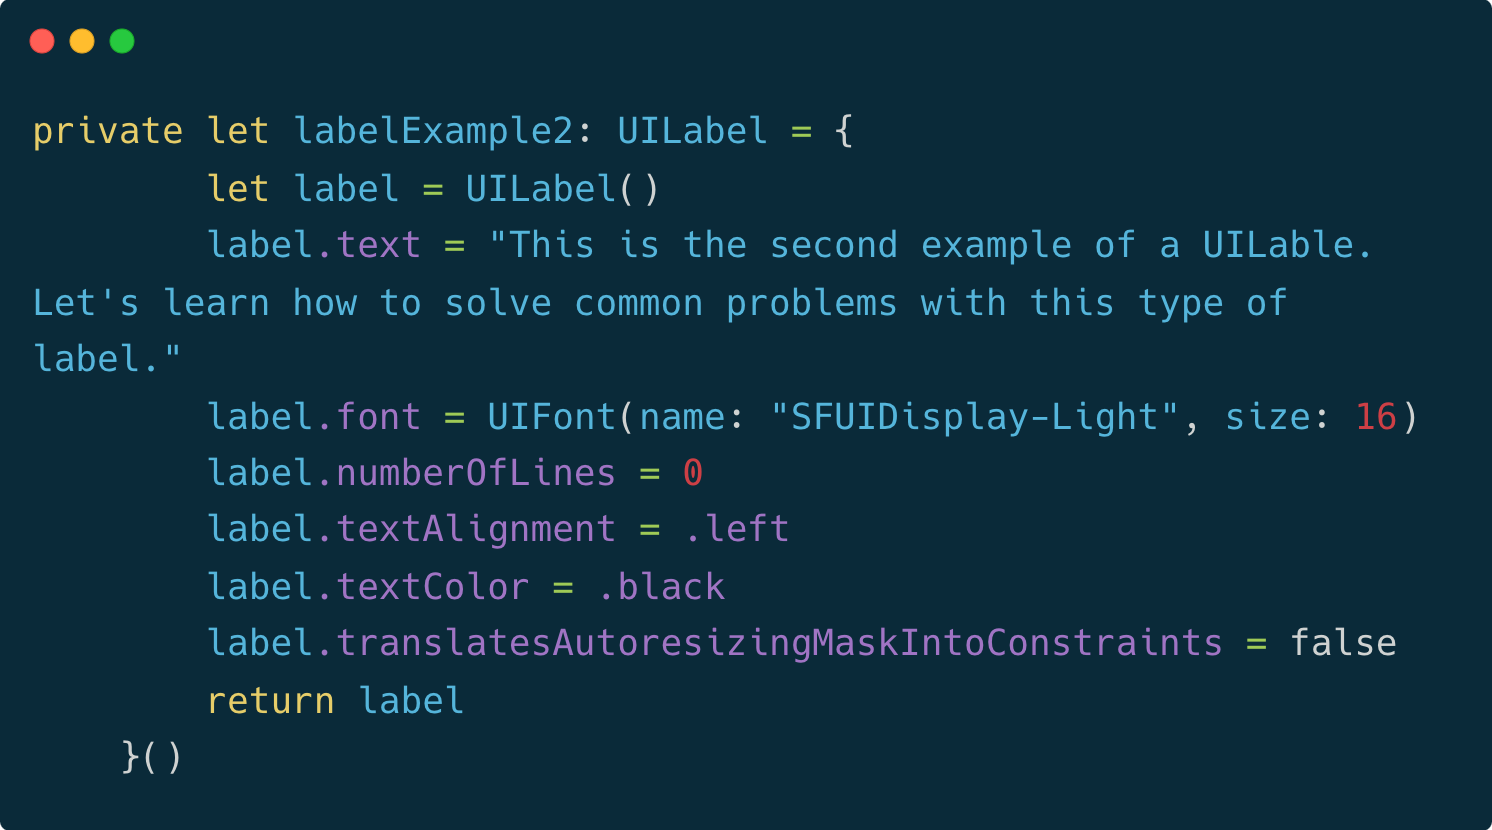 private let labelExample2: UILabel = {
        let label = UILabel()
        label.text = "This is the second example of a UILable.
Let's learn how to solve common problems with this type of
label."
        label.font = UIFont(name: "SFUIDisplay-Light", size: 16)
        label.numberOfLines = 0
        label.textAlignment = .left
        label.textColor = .black
        label.translatesAutoresizingMaskIntoConstraints = false
        return label
    }()